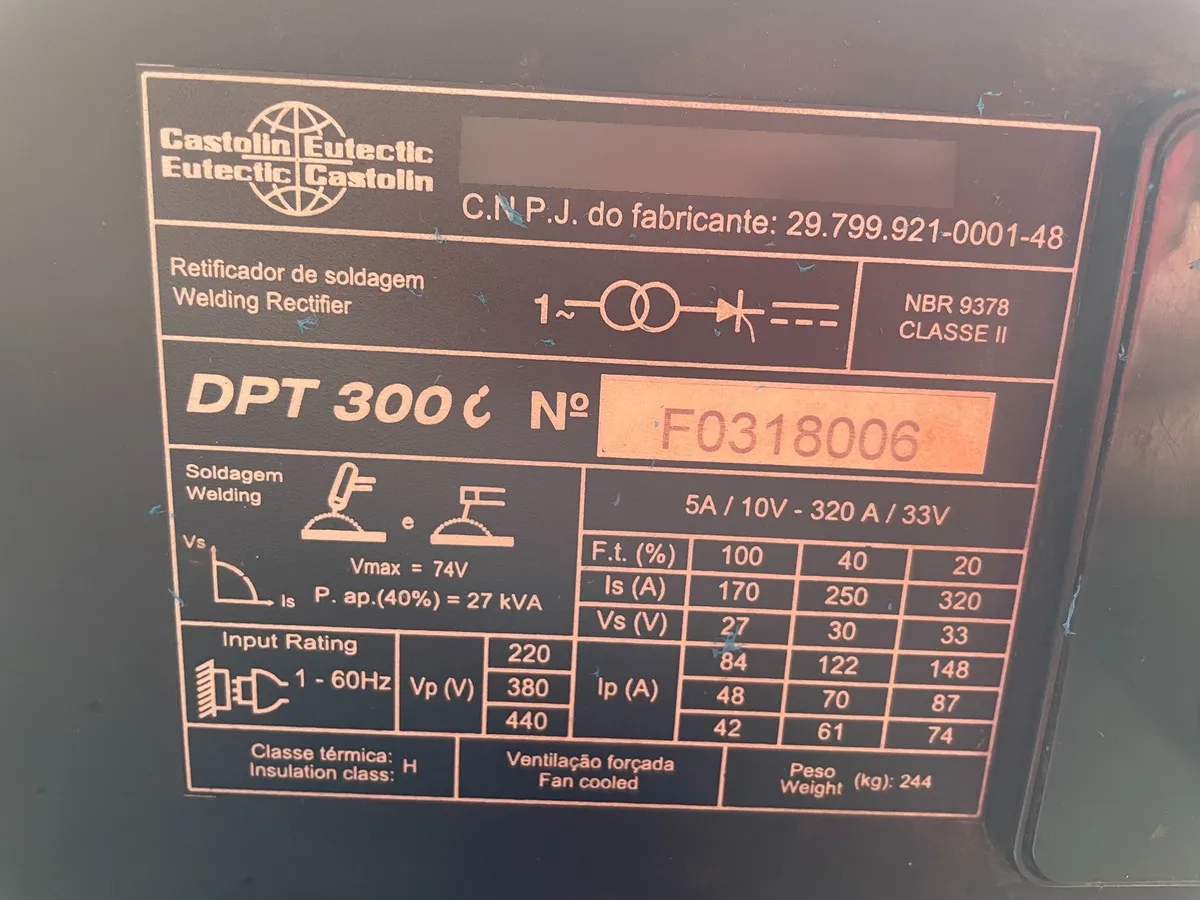 Castolin Eutectic
Eutectic Castolin
C.N.P.J. do fabricante: 29.799.921-0001-48
Retificador de soldagem
Welding Rectifier
1~
NBR 9378
CLASSE II
DPT 300i Nº F0318006
Soldagem
Welding
e
Vs
Is
Vmax = 74V
P. ap.(40%) = 27 kVA
5A / 10V - 320 A / 33V
F.t. (%) 100 40 20
Is (A) 170 250 320
Vs (V) 27 30 33
Input Rating
1 - 60Hz
Vp (V) 220 Ip (A) 84 122 148
380 48 70 87
440 42 61 74
Classe térmica: H
Insulation class:
Ventilação forçada
Fan cooled
Peso (kg): 244
Weight